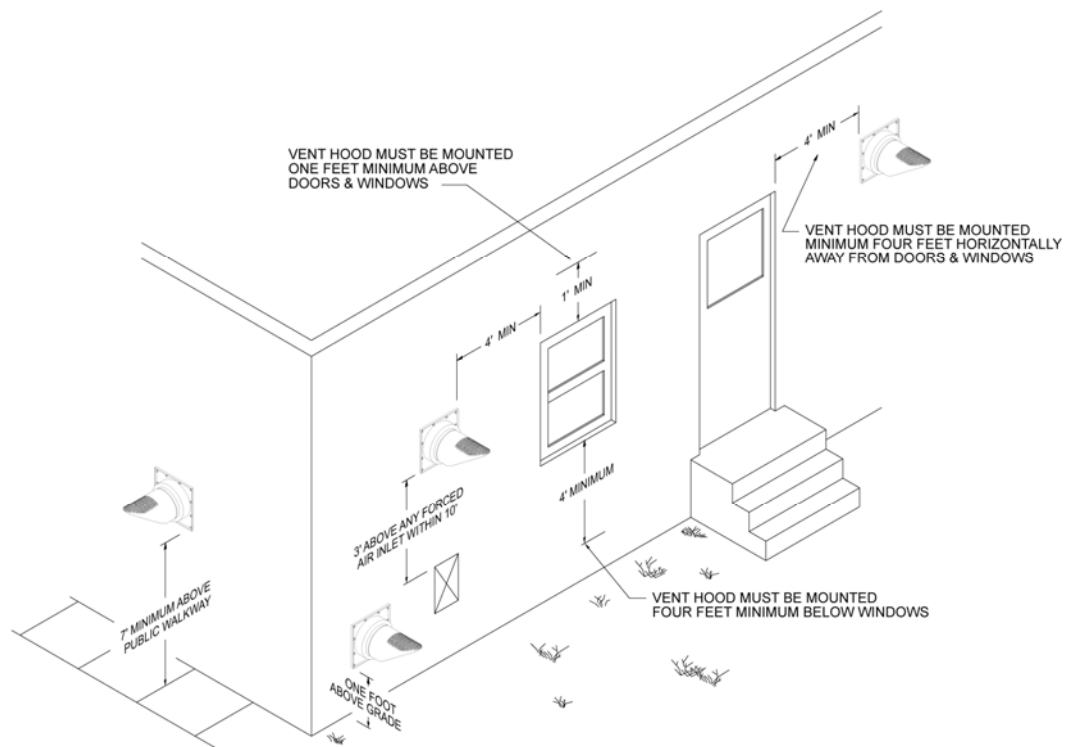 VENT HOOD MUST BE MOUNTED
ONE FEET MINIMUM ABOVE
DOORS & WINDOWS
4' MIN
VENT HOOD MUST BE MOUNTED
MINIMUM FOUR FEET HORIZONTALLY
AWAY FROM DOORS & WINDOWS
1' MIN
4' MIN
4' MINIMUM
3' ABOVE ANY FORCED
AIR INLET WITHIN 10'
7' MINIMUM ABOVE
PUBLIC WALKWAY
VENT HOOD MUST BE MOUNTED
FOUR FEET MINIMUM BELOW WINDOWS
ONE FOOT
ABOVE GRADE